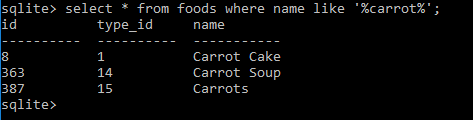 sqlite> select * from foods where name like '%carrot%';
id          type_id     name
----------  ----------  -----------
8           1           Carrot Cake
363         14          Carrot Soup
387         15          Carrots
sqlite>